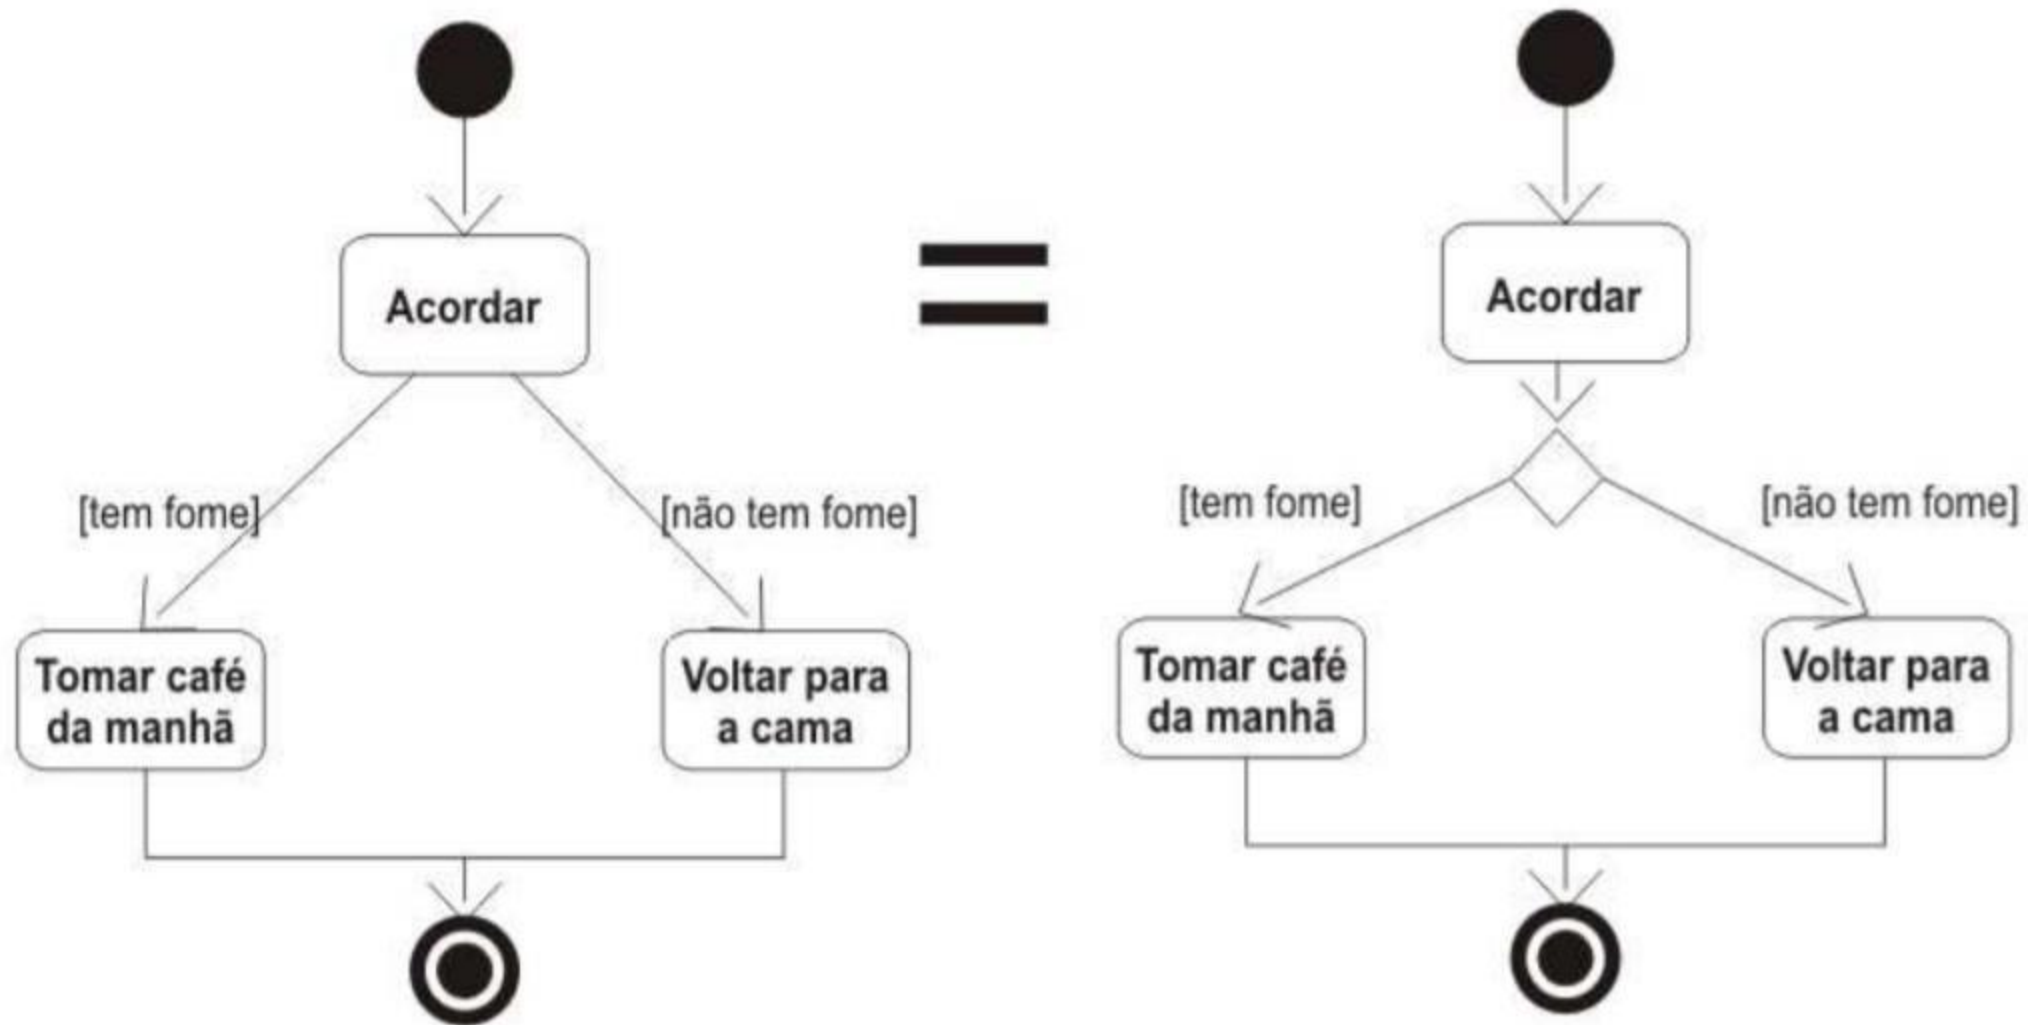 Acordar
[tem fome]
[não tem fome]
Tomar café
da manhã
Voltar para
a cama
Acordar
[tem fome]
[não tem fome]
Tomar café
da manhã
Voltar para
a cama